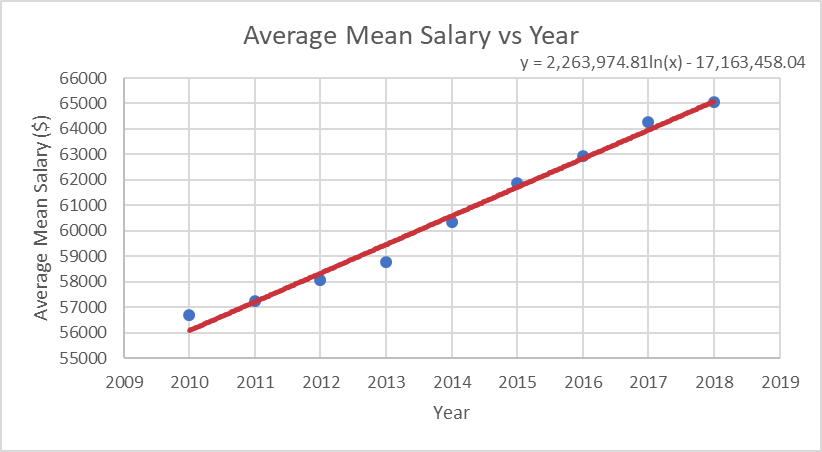 Average Mean Salary vs Year
y = 2,263,974.81ln(x) - 17,163,458.04
Average Mean Salary ($)
66000
65000
64000
63000
62000
61000
60000
59000
58000
57000
56000
55000
2009 2010 2011 2012 2013 2014 2015 2016 2017 2018 2019
Year